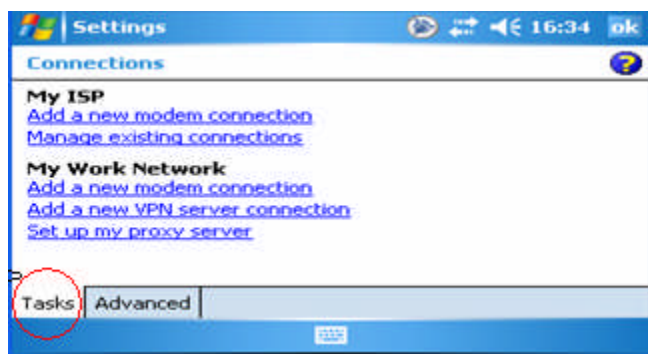 Settings 16:34 ok
Connections ?
My ISP
Add a new modem connection
Manage existing connections
My Work Network
Add a new modem connection
Add a new VPN server connection
Set up my proxy server
Tasks Advanced